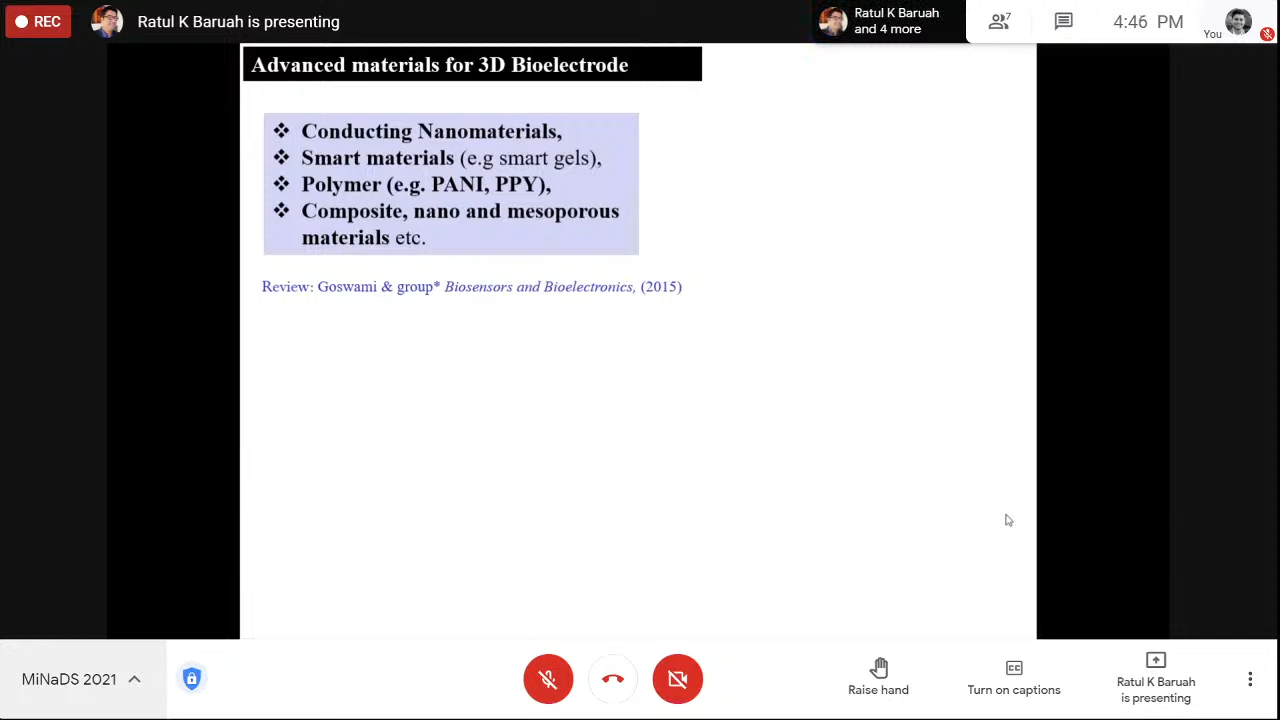 REC
Ratul K Baruah is presenting
Ratul K Baruah
and 4 more
7
4:46 PM
You
Advanced materials for 3D Bioelectrode
❖ Conducting Nanomaterials,
❖ Smart materials (e.g smart gels),
❖ Polymer (e.g. PANI, PPY),
❖ Composite, nano and mesoporous
materials etc.
Review: Goswami & group* Biosensors and Bioelectronics, (2015)
MiNaDS 2021
Raise hand
CC
Turn on captions
Ratul K Baruah
is presenting